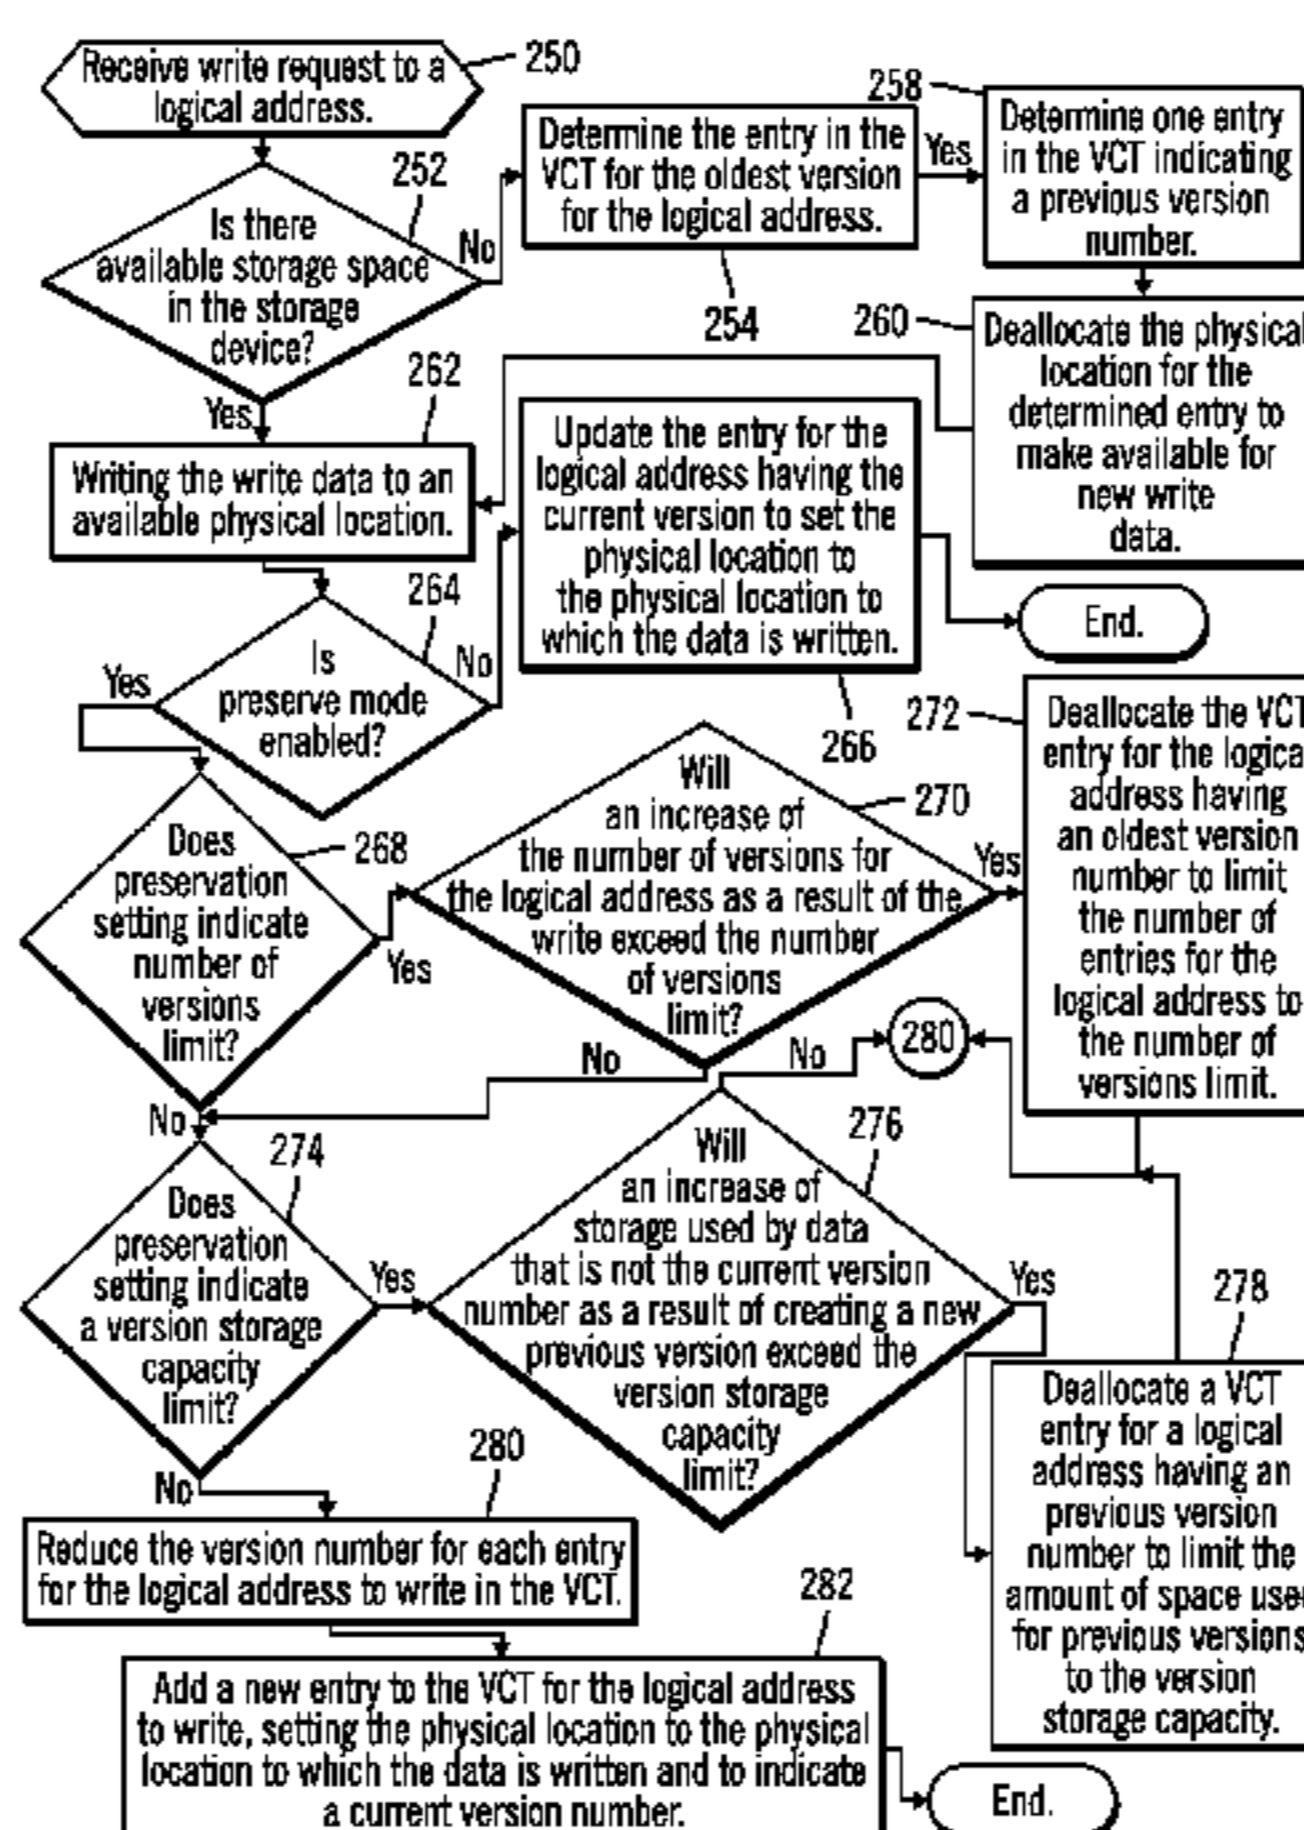 Receive write request to a
logical address.
250
252
Is there
available storage space
in the storage
device?
No
Yes
Determine the entry in the
VCT for the oldest version
for the logical address.
254
Yes
258
Determine one entry
in the VCT indicating
a previous version
number.
260
Deallocate the physical
location for the
determined entry to
make available for
new write
data.
262
Writing the write data to an
available physical location.
264
Is
preserve mode
enabled?
Yes
No
Update the entry for the
logical address having the
current version to set the
physical location to
the physical location to
which the data is written.
266
End.
268
Does
preservation
setting indicate
number of
versions
limit?
Yes
No
270
Will
an increase of
the number of versions for
the logical address as a result of the
write exceed the number
of versions
limit?
Yes
No
272
Deallocate the VCT
entry for the logica
address having
an oldest version
number to limit
the number of
entries for the
logical address to
the number of
versions limit.
280
274
Does
preservation
setting indicate
a version storage
capacity
limit?
Yes
No
No
276
Will
an increase of
storage used by data
that is not the current version
number as a result of creating a new
previous version exceed the
version storage
capacity
limit?
Yes
278
Deallocate a VCT
entry for a logical
address having an
previous version
number to limit the
amount of space use
for previous versions
to the version
storage capacity.
280
Reduce the version number for each entry
for the logical address to write in the VCT.
282
Add a new entry to the VCT for the logical address
to write, setting the physical location to the physical
location to which the data is written and to indicate
a current version number.
End.